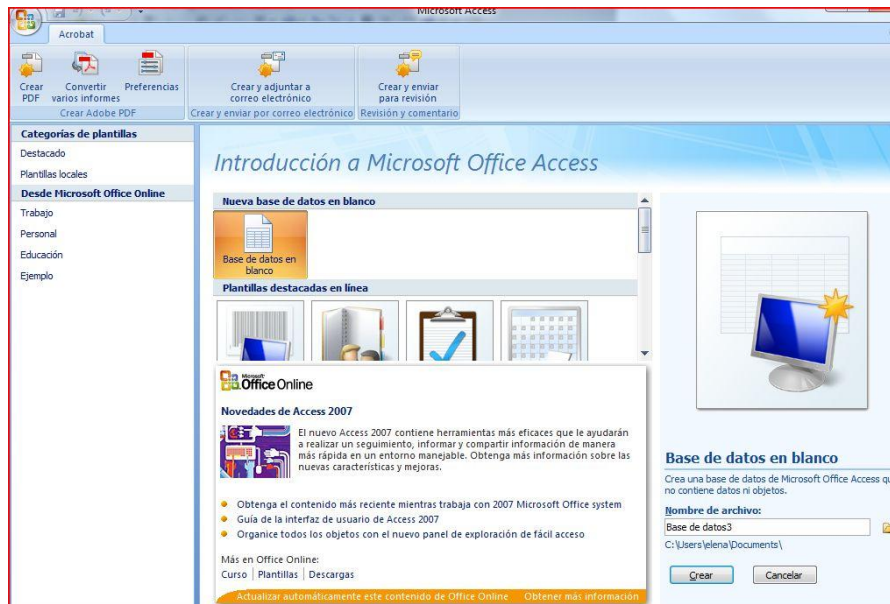 Microsoft Access
Acrobat
Crear PDF
Convertir varios informes
Preferencias
Crear y adjuntar a correo electrónico
Crear y enviar para revisión
Crear Adobe PDF
Crear y enviar por correo electrónico
Revisión y comentario
Categorías de plantillas
Destacado
Plantillas locales
Desde Microsoft Office Online
Trabajo
Personal
Educación
Ejemplo
Introducción a Microsoft Office Access
Nueva base de datos en blanco
Base de datos en
blanco
Plantillas destacadas en línea
Microsoft
Office Online
Novedades de Access 2007
El nuevo Access 2007 contiene herramientas más eficaces que le ayudarán
a realizar un seguimiento, informar y compartir información de manera
más rápida en un entorno manejable. Obtenga más información sobre las
nuevas características y mejoras.
Obtenga el contenido más reciente mientras trabaja con 2007 Microsoft Office system
Guía de la interfaz de usuario de Access 2007
Organice todos los objetos con el nuevo panel de exploración de fácil acceso
Más en Office Online:
Curso | Plantillas | Descargas
Actualizar automáticamente este contenido de Office Online Obtener más información
Base de datos en blanco
Crea una base de datos de Microsoft Office Access qu
no contiene datos ni objetos.
Nombre de archivo:
Base de datos3
C:\Users\elena\Documents\
Crear
Cancelar